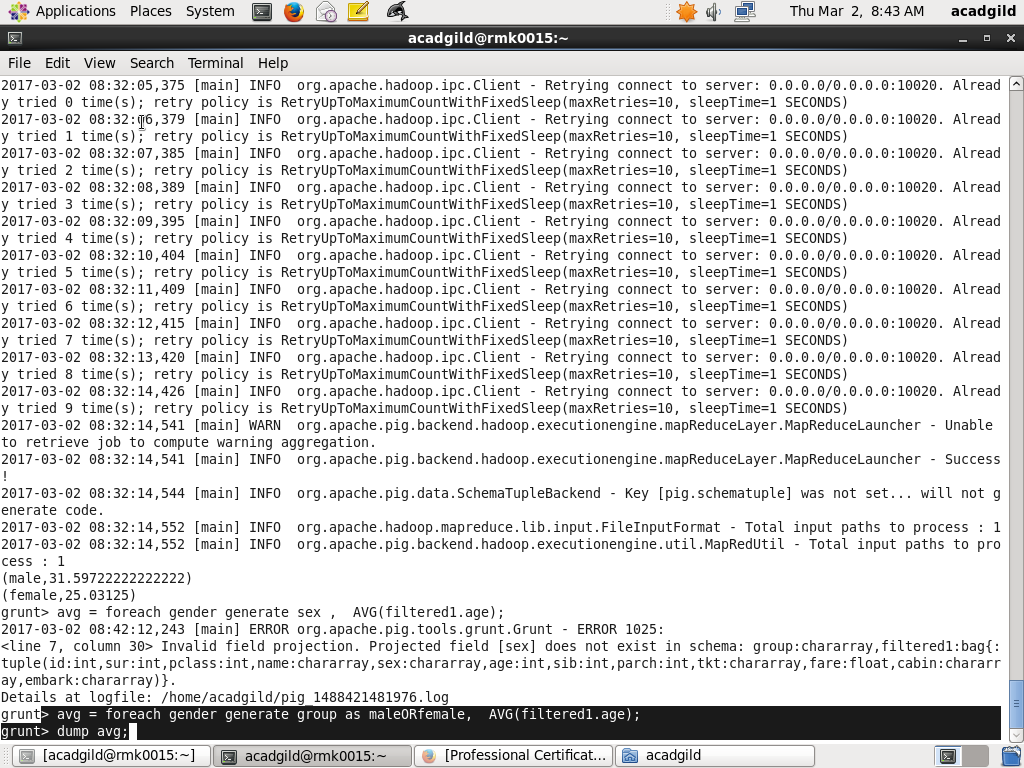 Applications Places System Thu Mar 2, 8:43 AM acadgild
acadgild@rmk0015:~
File Edit View Search Terminal Help
2017-03-02 08:32:05,375 [main] INFO  org.apache.hadoop.ipc.Client - Retrying connect to server: 0.0.0.0/0.0.0.0:10020. Alread
y tried 0 time(s); retry policy is RetryUpToMaximumCountWithFixedSleep(maxRetries=10, sleepTime=1 SECONDS)
2017-03-02 08:32:06,379 [main] INFO  org.apache.hadoop.ipc.Client - Retrying connect to server: 0.0.0.0/0.0.0.0:10020. Alread
y tried 1 time(s); retry policy is RetryUpToMaximumCountWithFixedSleep(maxRetries=10, sleepTime=1 SECONDS)
2017-03-02 08:32:07,385 [main] INFO  org.apache.hadoop.ipc.Client - Retrying connect to server: 0.0.0.0/0.0.0.0:10020. Alread
y tried 2 time(s); retry policy is RetryUpToMaximumCountWithFixedSleep(maxRetries=10, sleepTime=1 SECONDS)
2017-03-02 08:32:08,389 [main] INFO  org.apache.hadoop.ipc.Client - Retrying connect to server: 0.0.0.0/0.0.0.0:10020. Alread
y tried 3 time(s); retry policy is RetryUpToMaximumCountWithFixedSleep(maxRetries=10, sleepTime=1 SECONDS)
2017-03-02 08:32:09,395 [main] INFO  org.apache.hadoop.ipc.Client - Retrying connect to server: 0.0.0.0/0.0.0.0:10020. Alread
y tried 4 time(s); retry policy is RetryUpToMaximumCountWithFixedSleep(maxRetries=10, sleepTime=1 SECONDS)
2017-03-02 08:32:10,404 [main] INFO  org.apache.hadoop.ipc.Client - Retrying connect to server: 0.0.0.0/0.0.0.0:10020. Alread
y tried 5 time(s); retry policy is RetryUpToMaximumCountWithFixedSleep(maxRetries=10, sleepTime=1 SECONDS)
2017-03-02 08:32:11,409 [main] INFO  org.apache.hadoop.ipc.Client - Retrying connect to server: 0.0.0.0/0.0.0.0:10020. Alread
y tried 6 time(s); retry policy is RetryUpToMaximumCountWithFixedSleep(maxRetries=10, sleepTime=1 SECONDS)
2017-03-02 08:32:12,415 [main] INFO  org.apache.hadoop.ipc.Client - Retrying connect to server: 0.0.0.0/0.0.0.0:10020. Alread
y tried 7 time(s); retry policy is RetryUpToMaximumCountWithFixedSleep(maxRetries=10, sleepTime=1 SECONDS)
2017-03-02 08:32:13,420 [main] INFO  org.apache.hadoop.ipc.Client - Retrying connect to server: 0.0.0.0/0.0.0.0:10020. Alread
y tried 8 time(s); retry policy is RetryUpToMaximumCountWithFixedSleep(maxRetries=10, sleepTime=1 SECONDS)
2017-03-02 08:32:14,426 [main] INFO  org.apache.hadoop.ipc.Client - Retrying connect to server: 0.0.0.0/0.0.0.0:10020. Alread
y tried 9 time(s); retry policy is RetryUpToMaximumCountWithFixedSleep(maxRetries=10, sleepTime=1 SECONDS)
2017-03-02 08:32:14,541 [main] WARN  org.apache.pig.backend.hadoop.executionengine.mapReduceLayer.MapReduceLauncher - Unable
to retrieve job to compute warning aggregation.
2017-03-02 08:32:14,541 [main] INFO  org.apache.pig.backend.hadoop.executionengine.mapReduceLayer.MapReduceLauncher - Success
!
2017-03-02 08:32:14,544 [main] INFO  org.apache.pig.data.SchemaTupleBackend - Key [pig.schematuple] was not set... will not g
enerate code.
2017-03-02 08:32:14,552 [main] INFO  org.apache.hadoop.mapreduce.lib.input.FileInputFormat - Total input paths to process : 1
2017-03-02 08:32:14,552 [main] INFO  org.apache.pig.backend.hadoop.executionengine.util.MapRedUtil - Total input paths to pro
cess : 1
(male,31.59722222222222)
(female,25.03125)
grunt> avg = foreach gender generate sex ,  AVG(filtered1.age);
2017-03-02 08:42:12,243 [main] ERROR org.apache.pig.tools.grunt.Grunt - ERROR 1025:
<line 7, column 30> Invalid field projection. Projected field [sex] does not exist in schema: group:chararray,filtered1:bag{:
tuple(id:int,sur:int,pclass:int,name:chararray,sex:chararray,age:int,sib:int,parch:int,tkt:chararray,fare:float,cabin:chararr
ay,embark:chararray)}.
Details at logfile: /home/acadgild/pig_1488421481976.log
grunt> avg = foreach gender generate group as maleORfemale,  AVG(filtered1.age);
grunt> dump avg;
[acadgild@rmk0015:~] acadgild@rmk0015:~ [Professional Certificat... acadgild